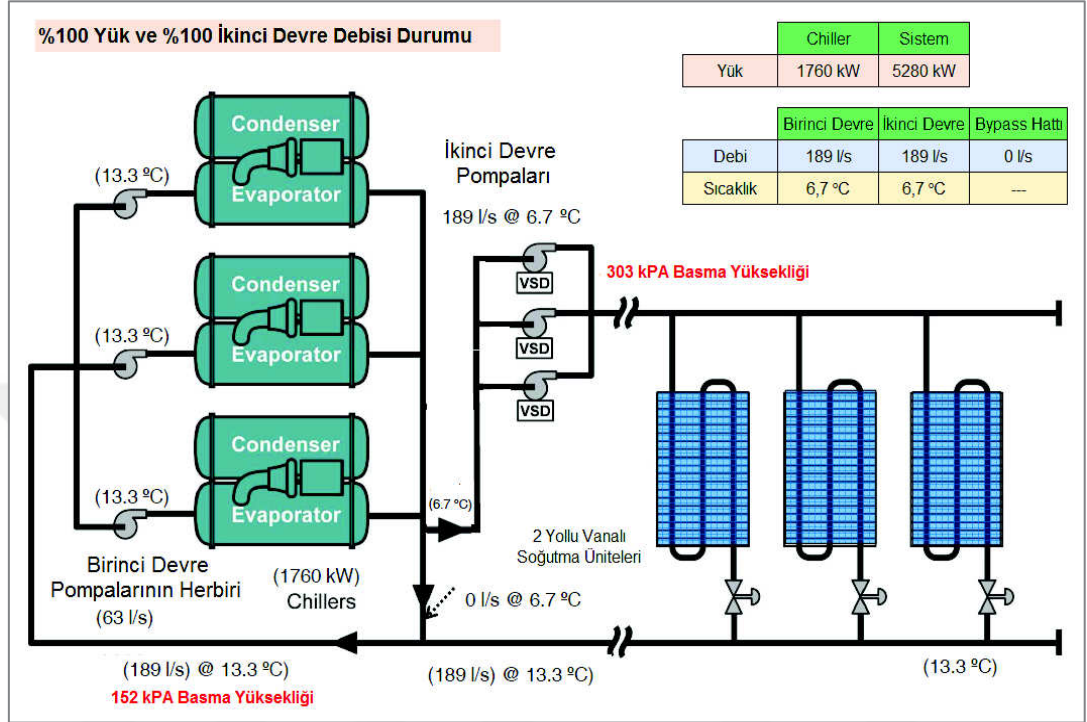 %100 Yük ve %100 İkinci Devre Debisi Durumu
Chiller Sistem
Yük 1760 kW 5280 kW
Birinci Devre İkinci Devre Bypass Hattı
Debi 189 l/s 189 l/s 0 l/s
Sıcaklık 6,7 °C 6,7 °C ---
Condenser
Evaporator
(13.3 ºC)
Condenser
Evaporator
(13.3 ºC)
Condenser
Evaporator
(13.3 ºC)
Birinci Devre
Pompalarının Herbiri
(63 l/s)
(1760 kW)
Chillers
İkinci Devre
Pompaları
189 l/s @ 6.7 ºC
VSD
VSD
VSD
303 kPA Basma Yüksekliği
(6.7 ºC)
2 Yollu Vanalı
Soğutma Üniteleri
0 l/s @ 6.7 ºC
(189 l/s) @ 13.3 ºC
152 kPA Basma Yüksekliği
(189 l/s) @ 13.3 ºC
(13.3 ºC)